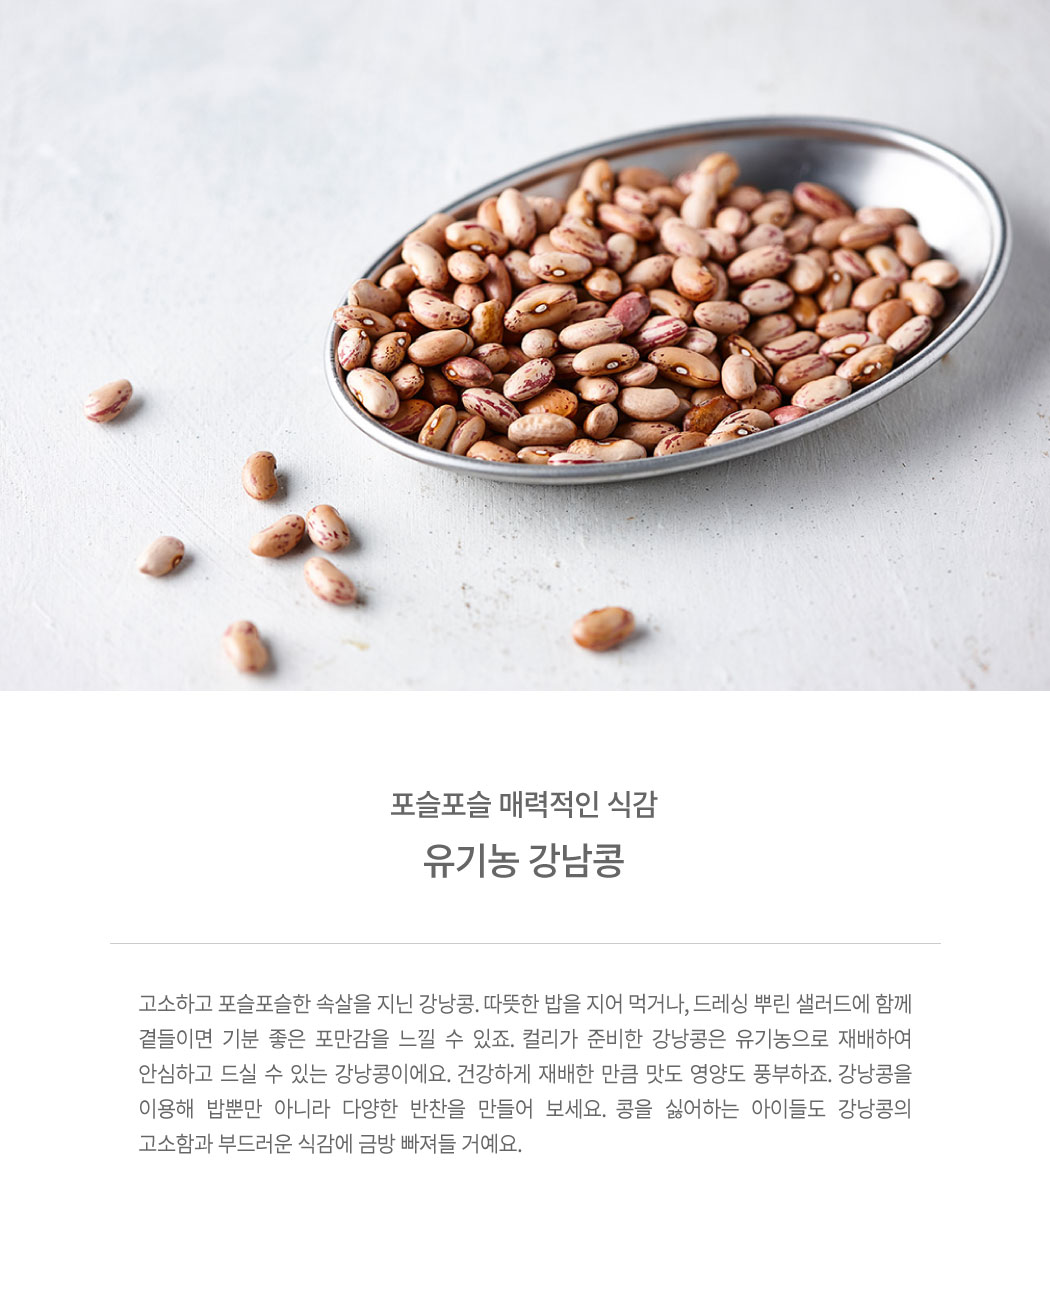 포슬포슬 매력적인 식감
유기농 강남콩
고소하고 포슬포슬한 속살을 지닌 강낭콩. 따뜻한 밥을 지어 먹거나, 드레싱 뿌린 샐러드에 함께
곁들이면 기분 좋은 포만감을 느낄 수 있죠. 컬리가 준비한 강낭콩은 유기농으로 재배하여
안심하고 드실 수 있는 강낭콩이에요. 건강하게 재배한 만큼 맛도 영양도 풍부하죠. 강낭콩을
이용해 밥뿐만 아니라 다양한 반찬을 만들어 보세요. 콩을 싫어하는 아이들도 강낭콩의
고소함과 부드러운 식감에 금방 빠져들 거예요.